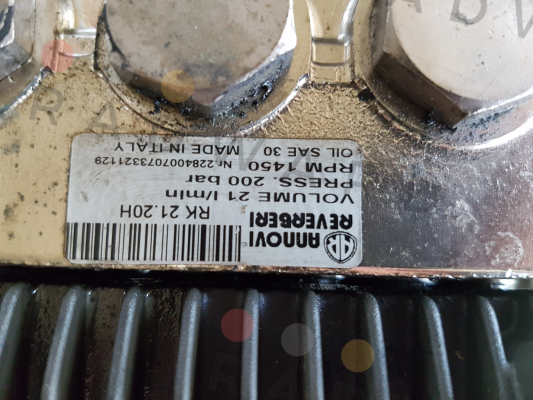 ANNOVI
REVERBERI
RK 21.20H
VOLUME 21 l/min
PRESS. 200 bar
RPM 1450 Nr.2284007073321129
OIL SAE 30 MADE IN ITALY